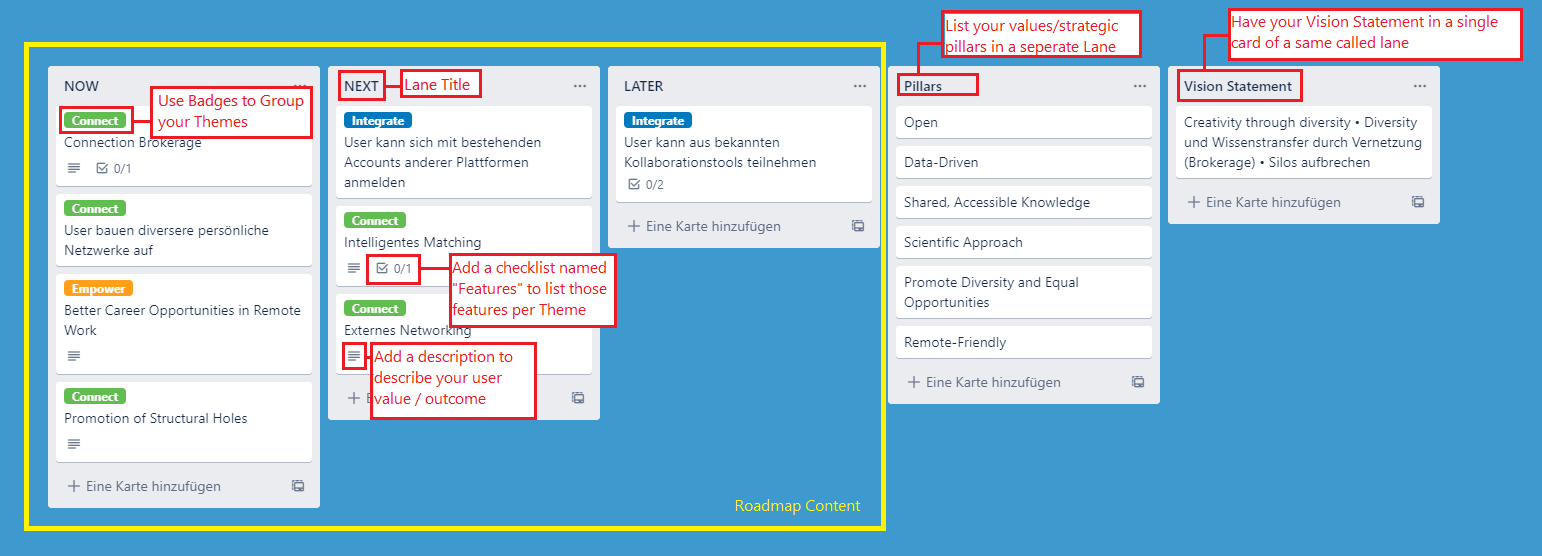 NOW
Connect
Use Badges to Group
your Themes
Connection Brokerage
0/1
Connect
User bauen diversere persönliche
Netzwerke auf
Empower
Better Career Opportunities in Remote
Work
Connect
Promotion of Structural Holes
Eine Karte hinzufügen
NEXT
Lane Title
Integrate
User kann sich mit bestehenden
Accounts anderer Plattformen
anmelden
Connect
Intelligentes Matching
0/1
Add a checklist named
"Features" to list those
features per Theme
Connect
Externes Networking
Add a description to
describe your user
value / outcome
LATER
Integrate
User kann aus bekannten
Kollaborationstools teilnehmen
0/2
Eine Karte hinzufügen
Roadmap Content
List your values/strategic
pillars in a seperate Lane
Pillars
Open
Data-Driven
Shared, Accessible Knowledge
Scientific Approach
Promote Diversity and Equal
Opportunities
Remote-Friendly
Eine Karte hinzufügen
Have your Vision Statement in a single
card of a same called lane
Vision Statement
Creativity through diversity • Diversity
und Wissenstransfer durch Vernetzung
(Brokerage) • Silos aufbrechen
Eine Karte hinzufügen